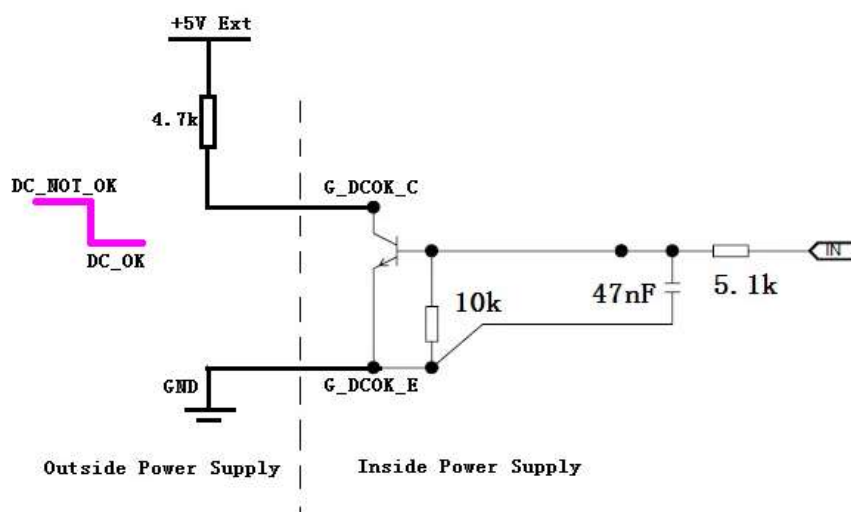 +5V Ext
4.7k
DC_NOT_OK
G_DCOK_C
DC_OK
IN
10k
47nF
5.1k
GND
G_DCOK_E
Outside Power Supply
Inside Power Supply